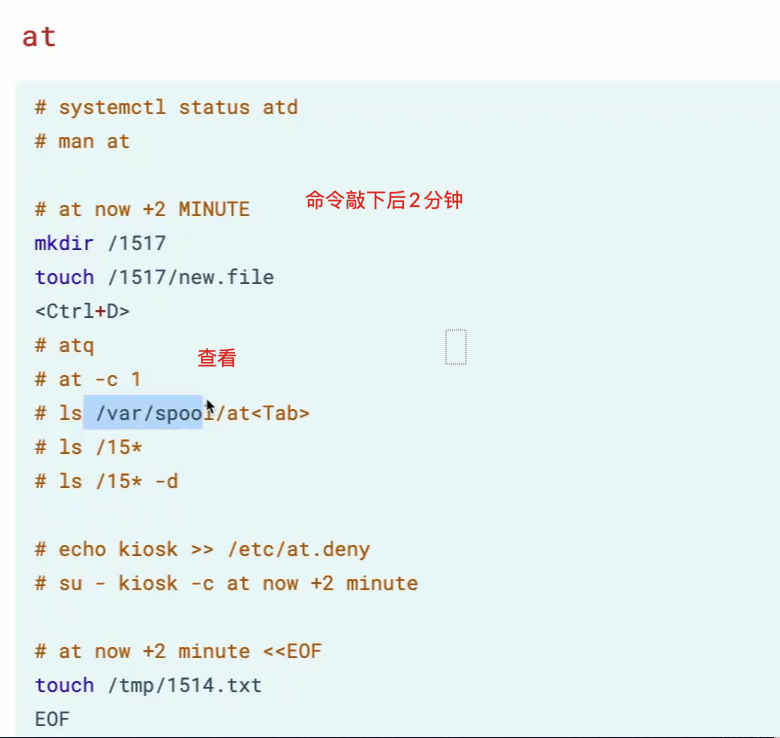 at
# systemctl status atd
# man at
# at now +2 MINUTE
命令敲下后2分钟
mkdir /1517
touch /1517/new.file
<Ctrl+D>
# atq
查看
# at -c 1
# ls /var/spool/at<Tab>
# ls /15*
# ls /15* -d
# echo kiosk >> /etc/at.deny
# su - kiosk -c at now +2 minute
# at now +2 minute <<EOF
touch /tmp/1514.txt
EOF